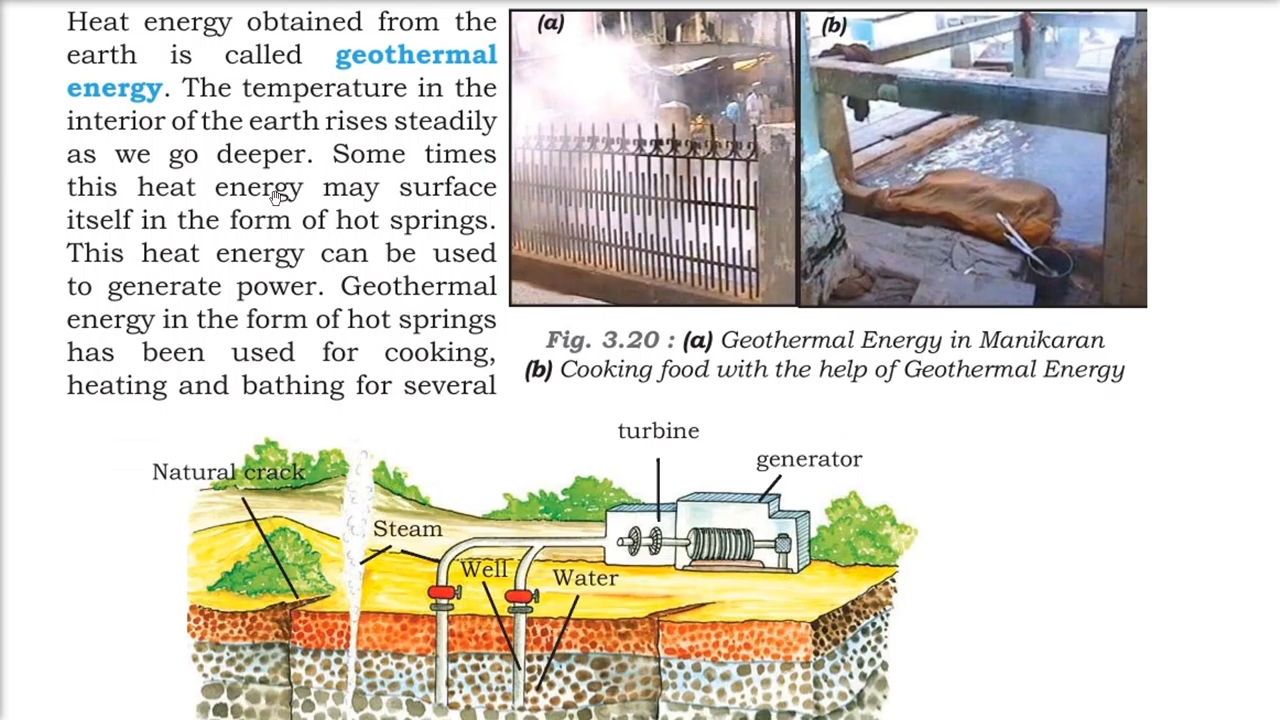 Heat energy obtained from the
earth is called geothermal
energy. The temperature in the
interior of the earth rises steadily
as we go deeper. Some times
this heat energy may surface
itself in the form of hot springs.
This heat energy can be used
to generate power. Geothermal
energy in the form of hot springs
has been used for cooking,
heating and bathing for several
(a)
(b)
Fig. 3.20 : (a) Geothermal Energy in Manikaran
(b) Cooking food with the help of Geothermal Energy
turbine
generator
Natural crack
Steam
Well
Water